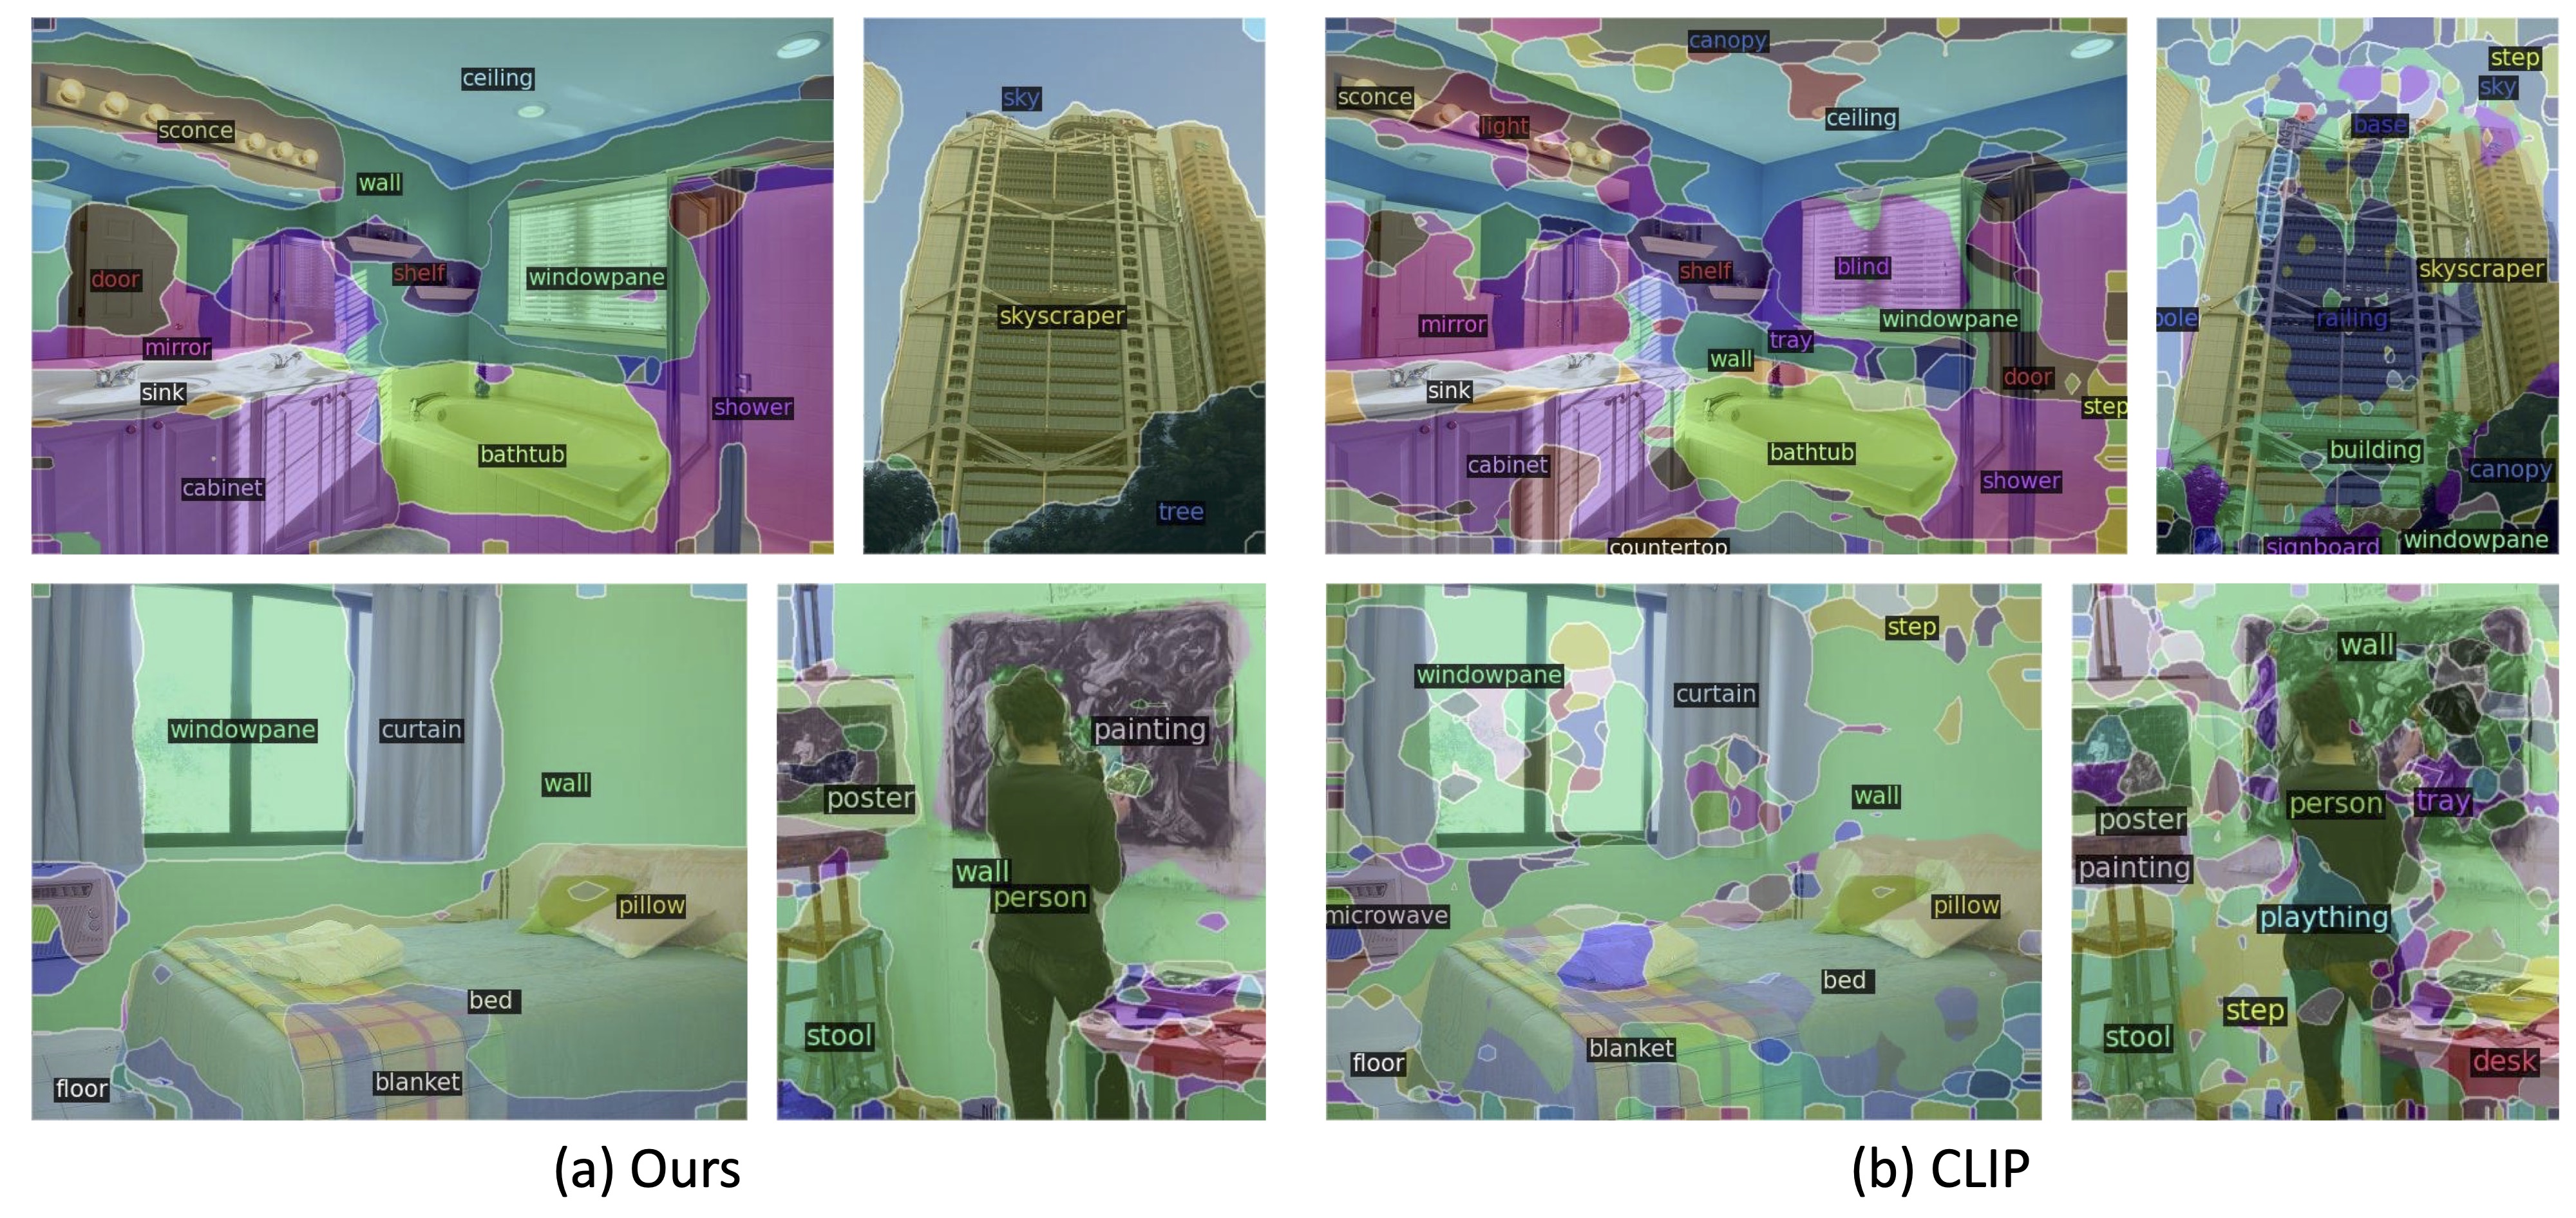 ceiling
sconce
wall
door
shelf
windowpane
mirror
sink
shower
bathtub
cabinet
sky
HSBC
skyscraper
tree
canopy
sconce
light
ceiling
shelf
blind
mirror
windowpane
tray
wall
sink
door
step
bathtub
cabinet
shower
countertop
step
sky
base
skyscraper
pole
railing
building
canopy
signboard
windowpane
windowpane
curtain
wall
pillow
bed
blanket
floor
painting
poster
wall
person
stool
step
windowpane
curtain
wall
microwave
pillow
bed
blanket
floor
wall
person
tray
poster
painting
plaything
step
stool
desk
(a) Ours
(b) CLIP